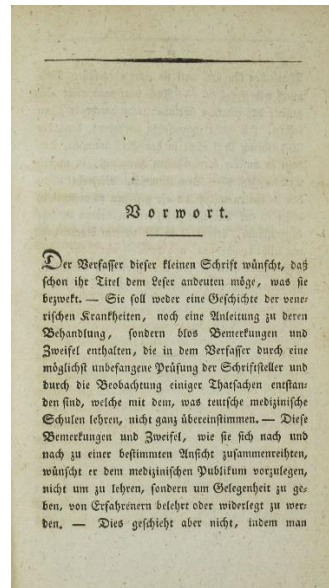 Vorwort.
Der Verfasser dieser kleinen Schrift wünscht, daß
schon ihr Titel dem Leser andeuten möge, was sie
bezwekt. — Sie soll weder eine Geschichte der vene-
rischen Krankheiten, noch eine Anleitung zu deren
Behandlung, sondern blos Bemerkungen und
Zweifel enthalten, die in dem Verfasser durch eine
möglichst unbefangene Prüfung der Schriftsteller und
durch die Beobachtung einiger Thatsachen entstan-
den sind, welche mit dem, was teutsche medizinische
Schulen lehren, nicht ganz übereinstimmen. — Diese
Bemerkungen und Zweifel, wie sie sich nach und
nach zu einer bestimmten Ansicht zusammenreihten,
wünscht er dem medizinischen Publikum vorzulegen,
nicht um zu lehren, sondern um Gelegenheit zu ge-
ben, von Erfahrenern belehrt oder widerlegt zu wer-
den. — Dies geschieht aber nicht, indem man